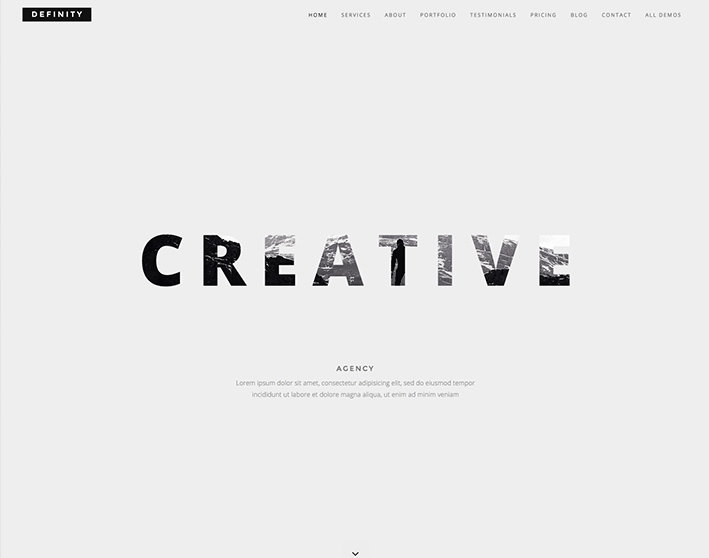 DEFINITY
HOME SERVICES ABOUT PORTFOLIO TESTIMONIALS PRICING BLOG CONTACT ALL DEMOS
CREATIVE
AGENCY
Lorem ipsum dolor sit amet, consectetur adipisicing elit, sed do eiusmod tempor
incididunt ut labore et dolore magna aliqua, ut enim ad minim veniam